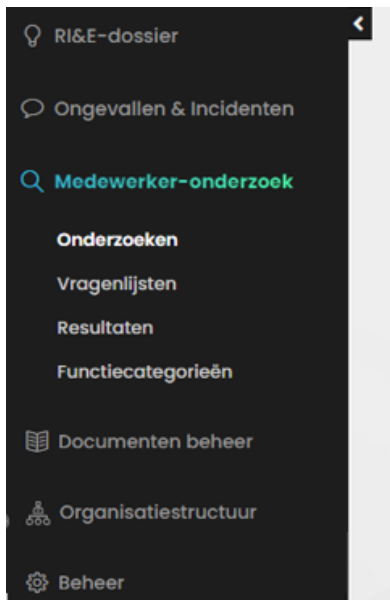 RI&E-dossier
Ongevallen & Incidenten
Medewerker-onderzoek
Onderzoeken
Vragenlijsten
Resultaten
Functiecategorieën
Documenten beheer
Organisatiestructuur
Beheer